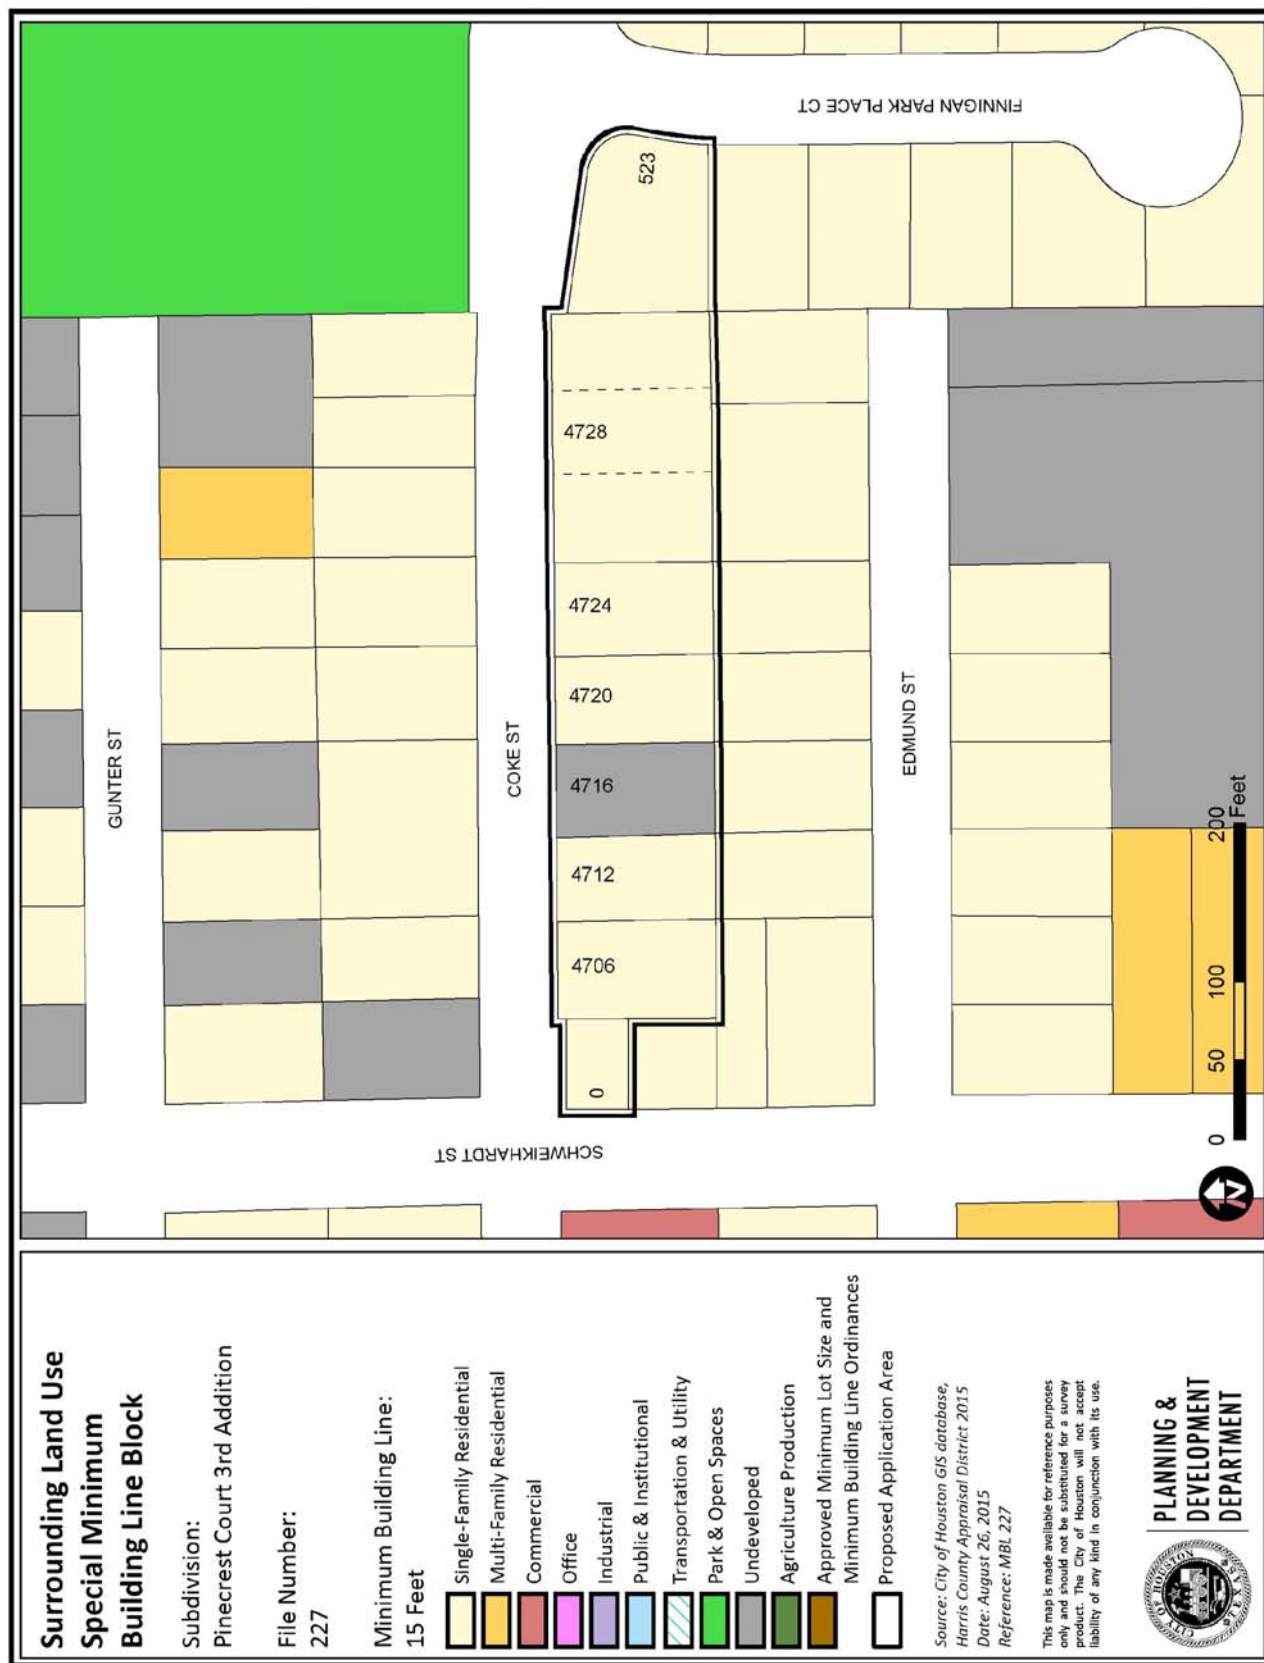 Surrounding Land Use
Special Minimum
Building Line Block
Subdivision:
Pinecrest Court 3rd Addition
File Number:
227
Minimum Building Line:
15 Feet
Single-Family Residential
Multi-Family Residential
Commercial
Office
Industrial
Public & Institutional
Transportation & Utility
Park & Open Spaces
Undeveloped
Agriculture Production
Approved Minimum Lot Size and
Minimum Building Line Ordinances
Proposed Application Area
Source: City of Houston GIS database,
Harris County Appraisal District 2015
Date: August 26, 2015
Reference: MBL 227
This map is made available for reference purposes
only and should not be substituted for a survey
product. The City of Houston will not accept
liability of any kind in conjunction with its use.
CITY OF HOUSTON
TEXAS
PLANNING &
DEVELOPMENT
DEPARTMENT
GUNTER ST
COKE ST
EDMUND ST
SCHWEIKHARDT ST
FINNIGAN PARK PLACE CT
0
4706
4712
4716
4720
4724
4728
523
N
0 50 100 200
Feet